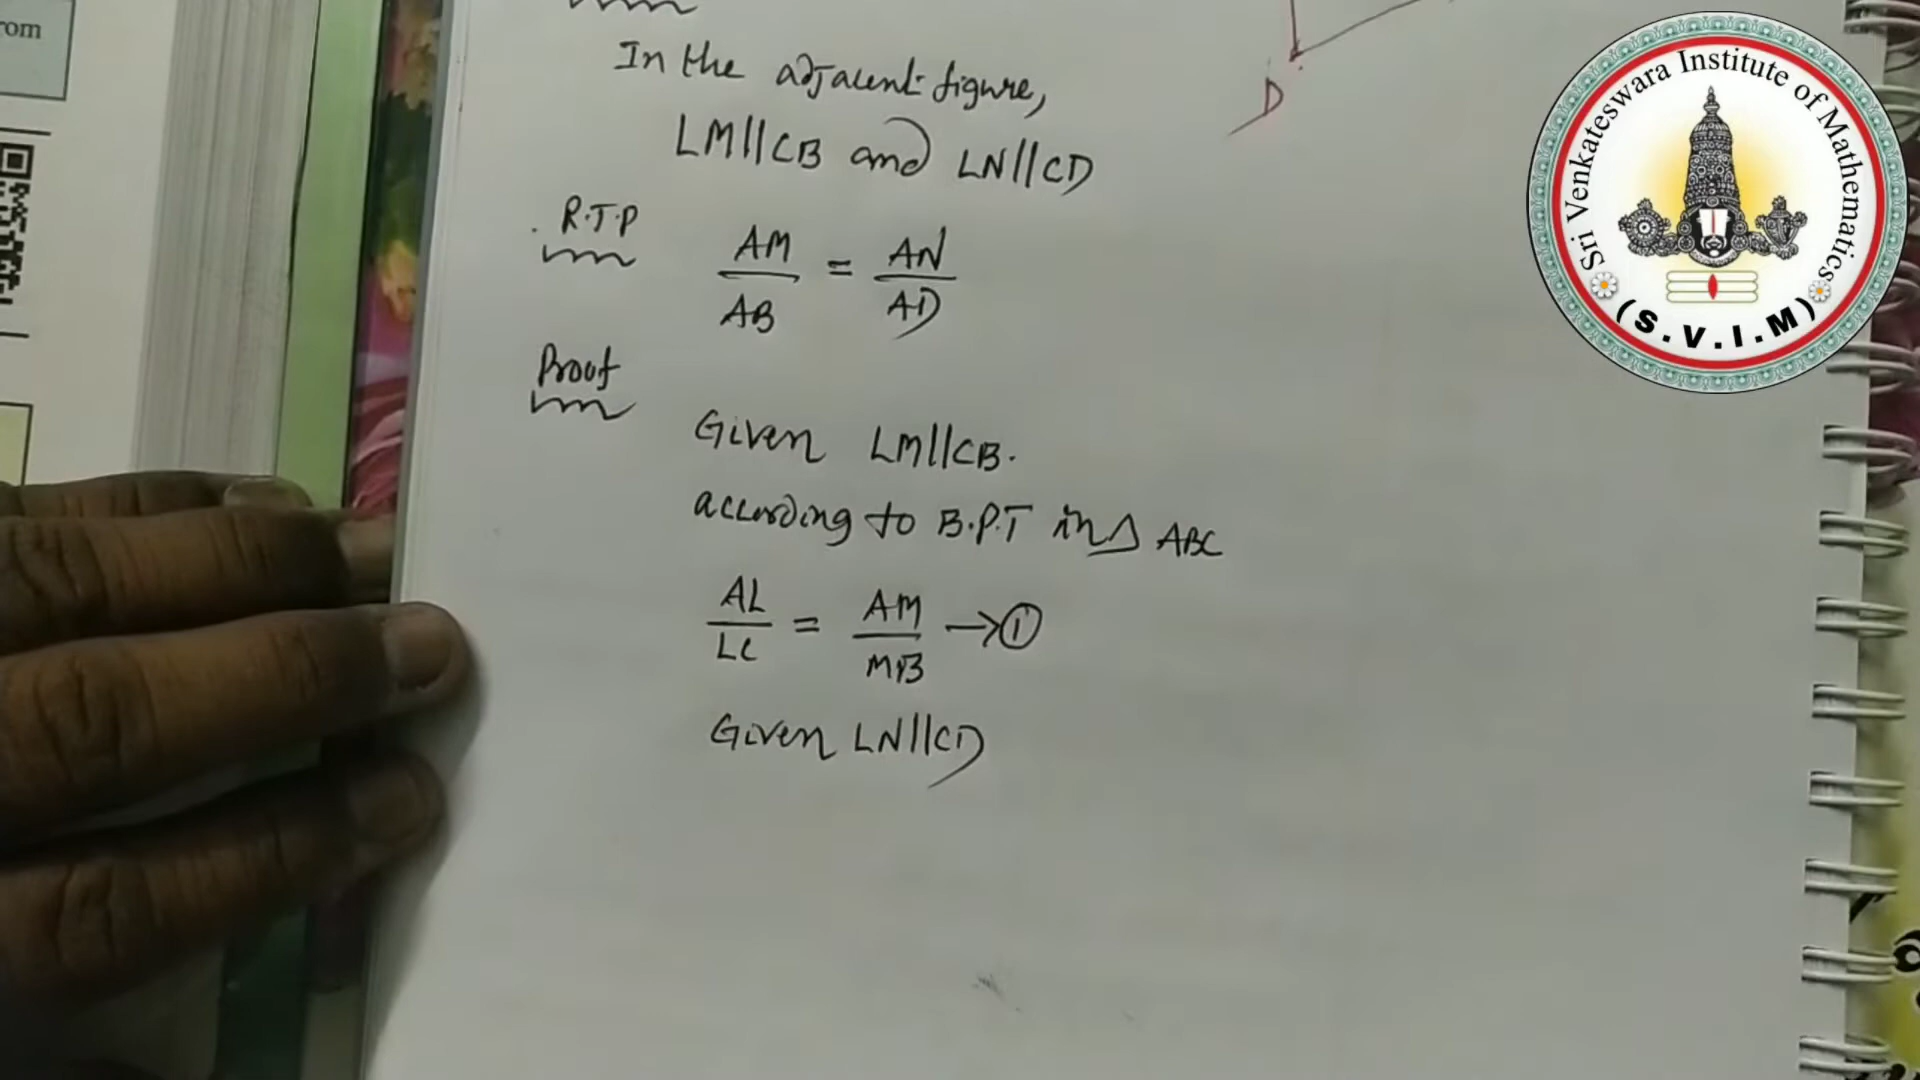 om
In the adjacent figure,
LM||CB and LN||CD
R.T.P
AM/AB = AN/AD
Proof
Given LM||CB.
according to B.P.T in △ ABC
AL/LC = AM/MB → ①
Given LN||CD
D
Sri Venkateswara Institute of Mathematics
(S.V.I.M)